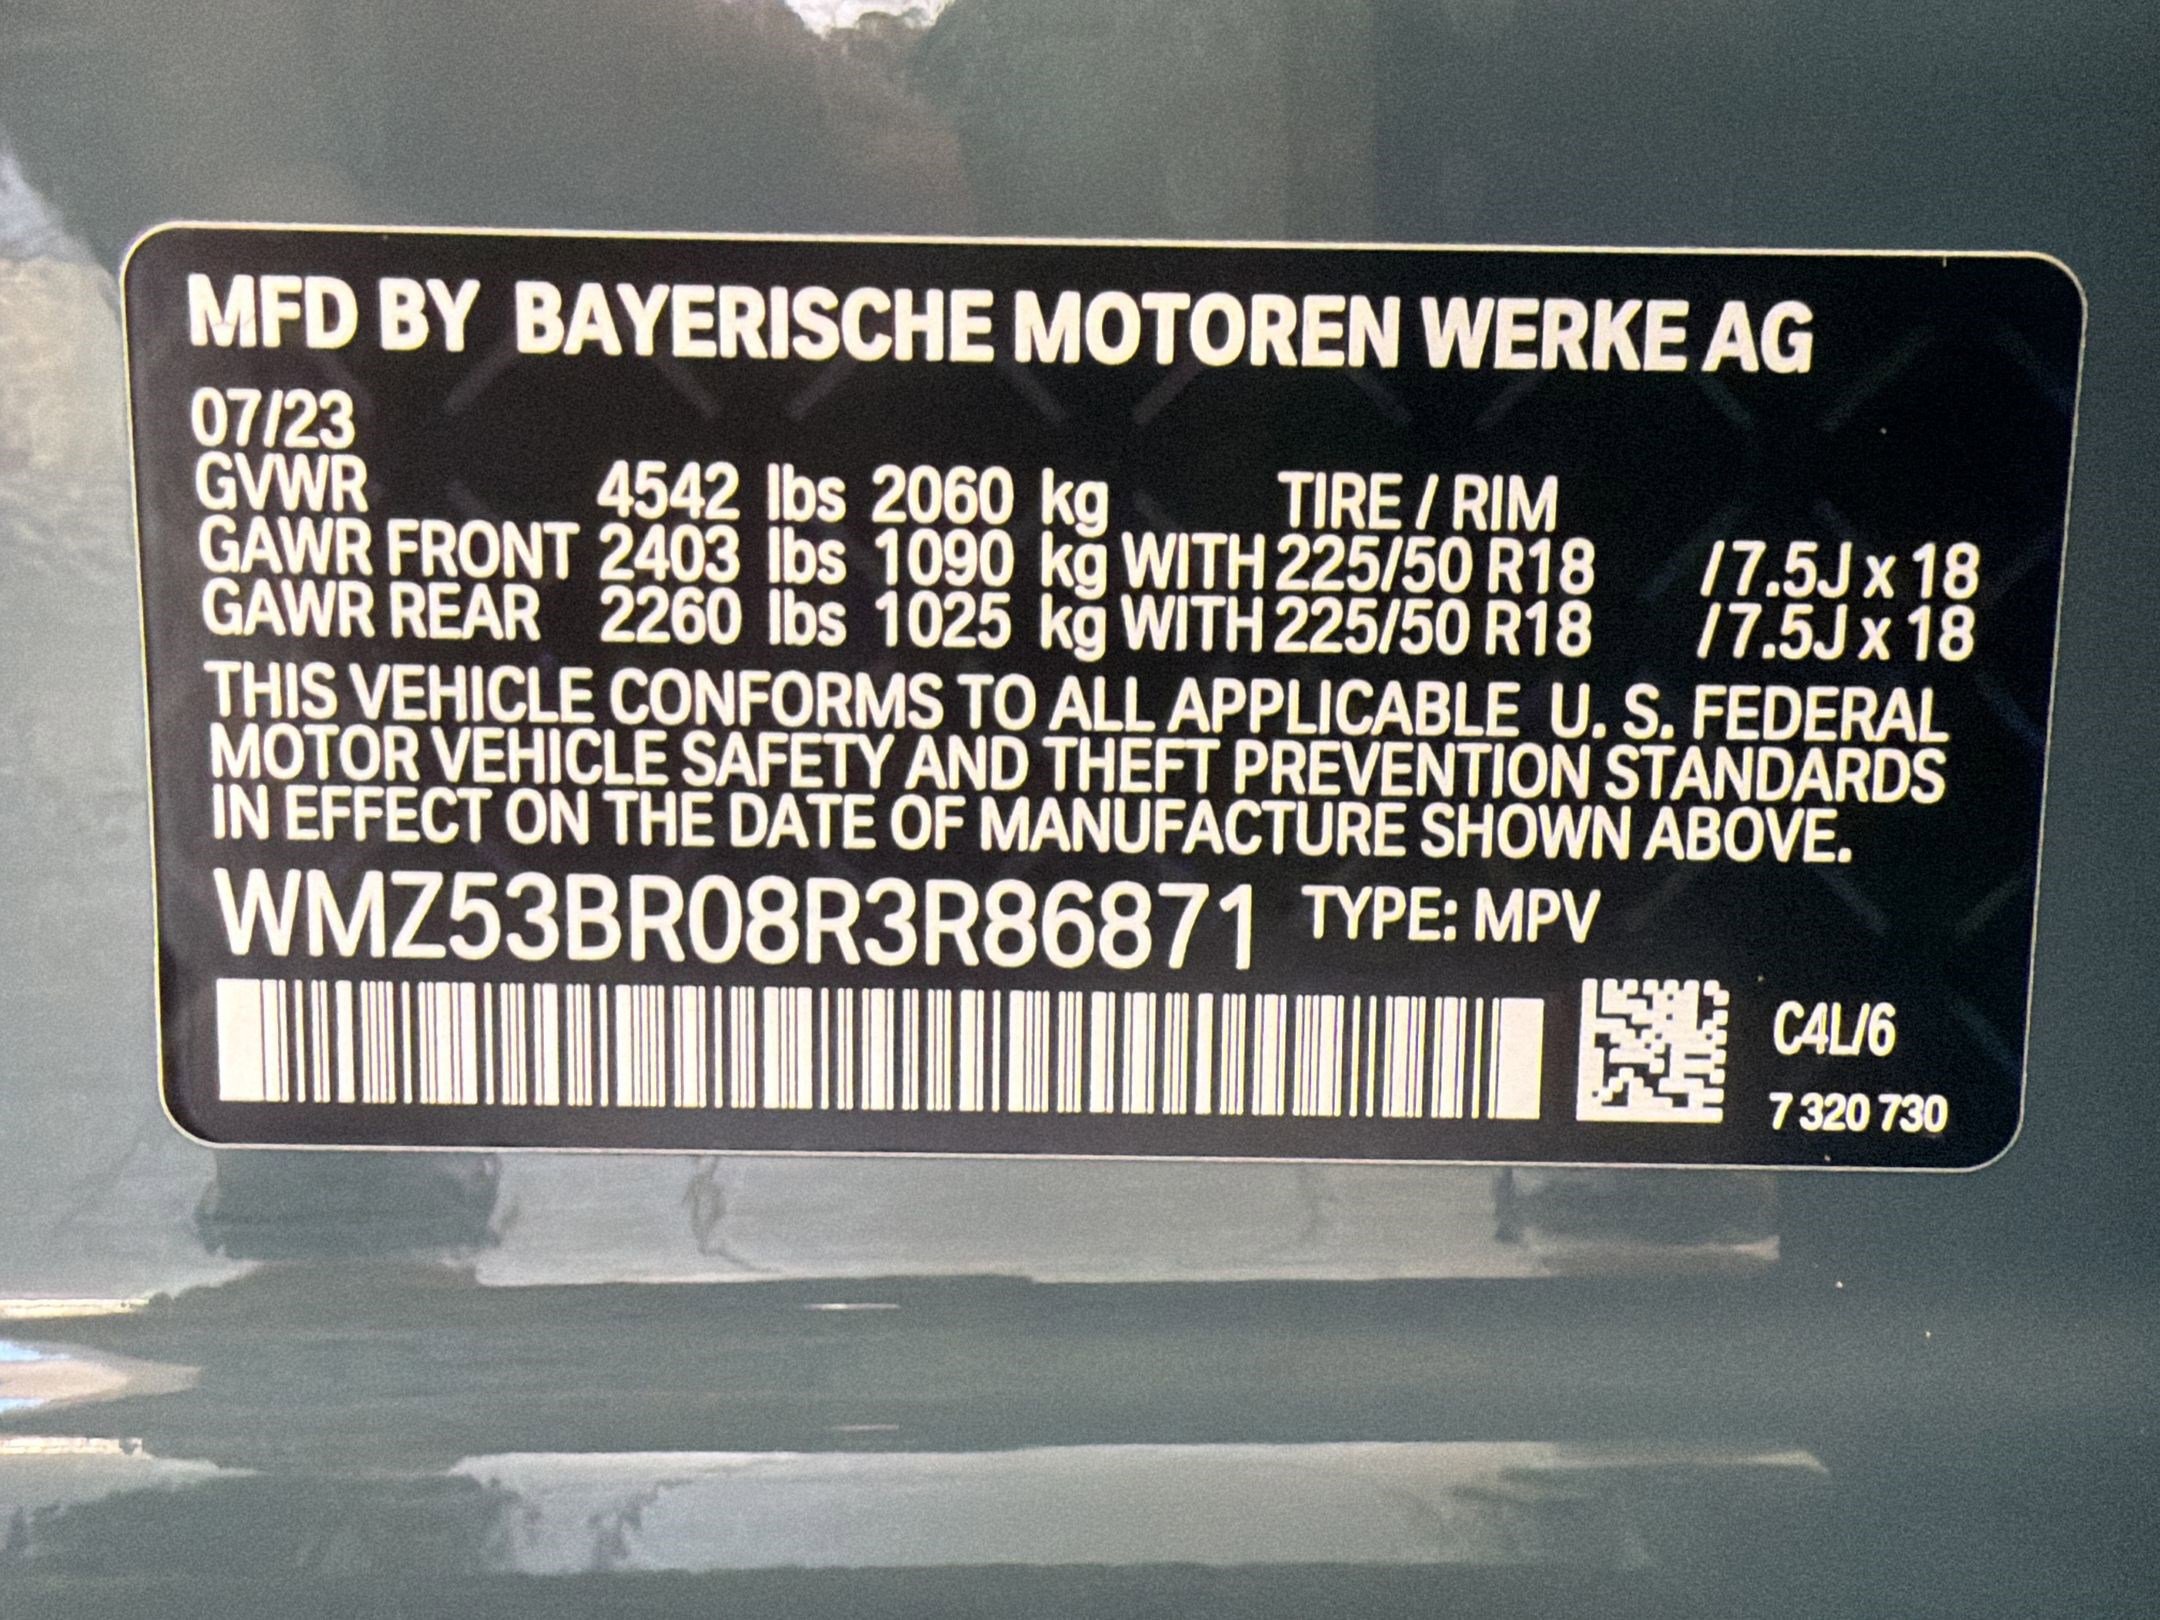 MFD BY BAYERISCHE MOTOREN WERKE AG
07/23
GVWR 4542 lbs 2060 kg TIRE / RIM
GAWR FRONT 2403 lbs 1090 kg WITH 225/50 R18 / 7.5J x 18
GAWR REAR 2260 lbs 1025 kg WITH 225/50 R18 / 7.5J x 18
THIS VEHICLE CONFORMS TO ALL APPLICABLE U. S. FEDERAL
MOTOR VEHICLE SAFETY AND THEFT PREVENTION STANDARDS
IN EFFECT ON THE DATE OF MANUFACTURE SHOWN ABOVE.
WMZ53BR08R3R86871 TYPE: MPV
C4L/6
7 320 730